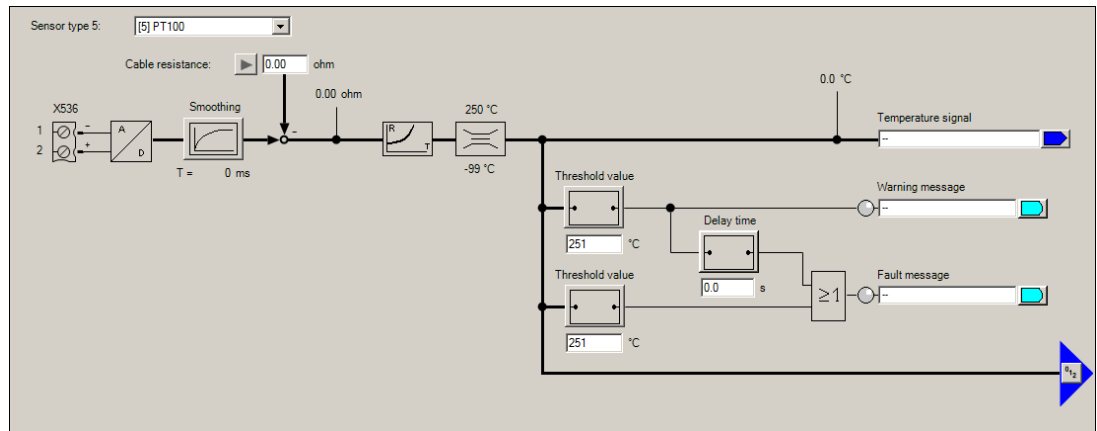 Sensor type 5: [5] PT100
Cable resistance: 0.00 ohm
0.00 ohm
0.0 °C
X536
Smoothing
250 °C
Temperature signal
1 - A
R
--
2 + D
T
T = 0 ms
-99 °C
Threshold value
Warning message
--
Delay time
251 °C
Threshold value
Fault message
0.0 s
≥1
--
251 °C
012